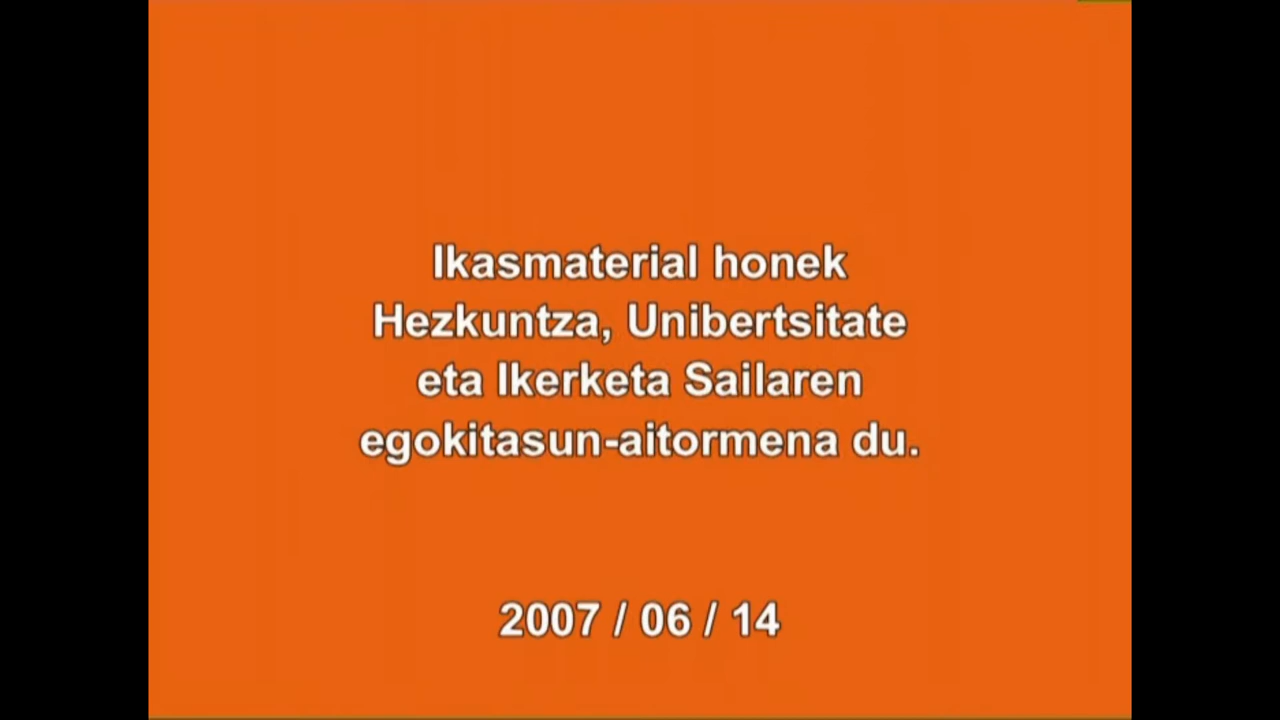 Ikasmaterial honek
Hezkuntza, Unibertsitate
eta Ikerketa Sailaren
egokitasun-aitormena du.
2007 / 06 / 14